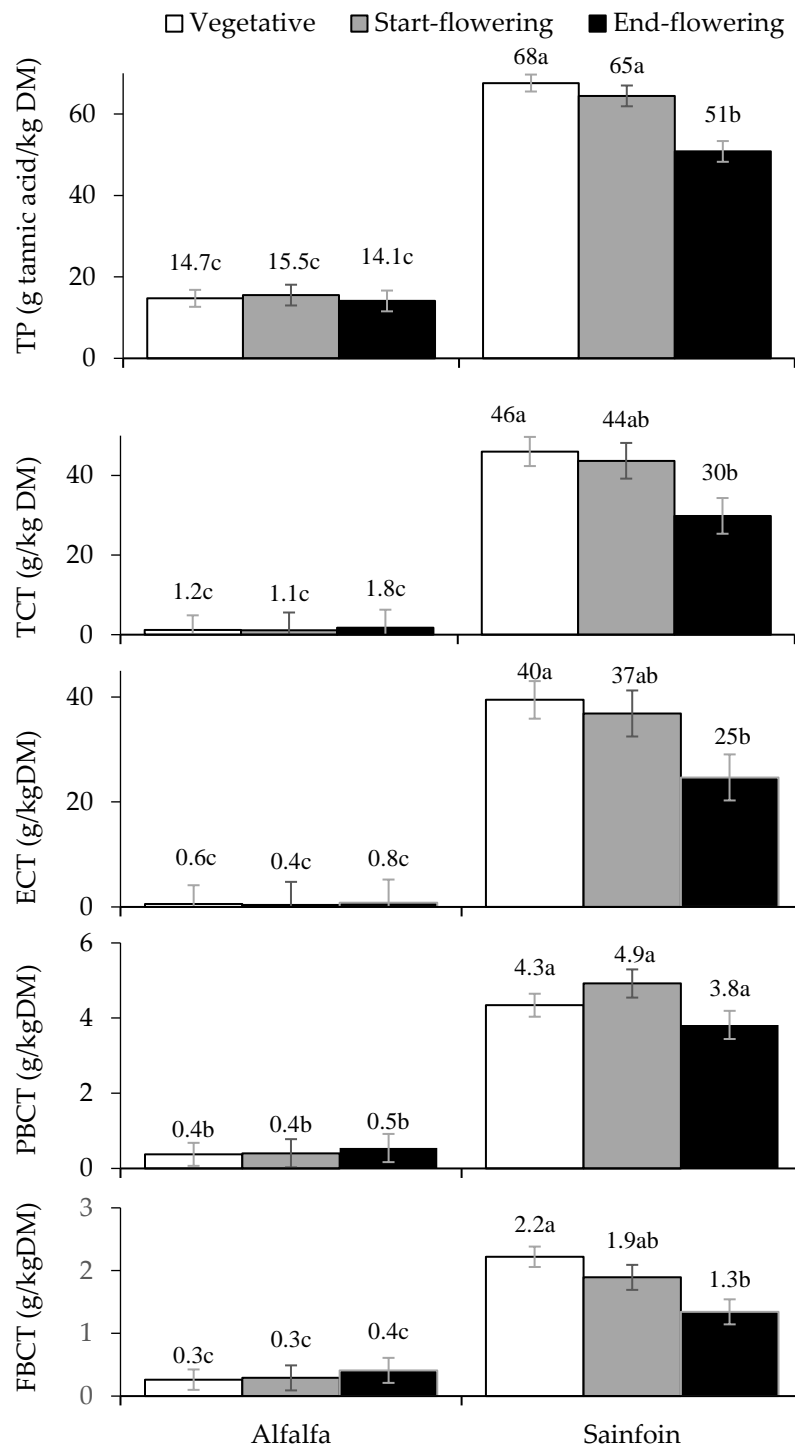 Vegetative Start-flowering End-flowering
TP (g tannic acid/kg DM)
68a 65a
51b
60
40
14.7c 15.5c 14.1c
20
0
TCT (g/kg DM)
46a 44ab
40
30b
20
1.2c 1.1c 1.8c
0
ECT (g/kgDM)
40a 37ab
40
25b
20
0.6c 0.4c 0.8c
0
PBCT (g/kgDM)
6
4.3a 4.9a 3.8a
4
2
0.4b 0.4b 0.5b
0
FBCT (g/kgDM)
3
2.2a 1.9ab
2
1.3b
1
0.3c 0.3c 0.4c
0
Alfalfa Sainfoin